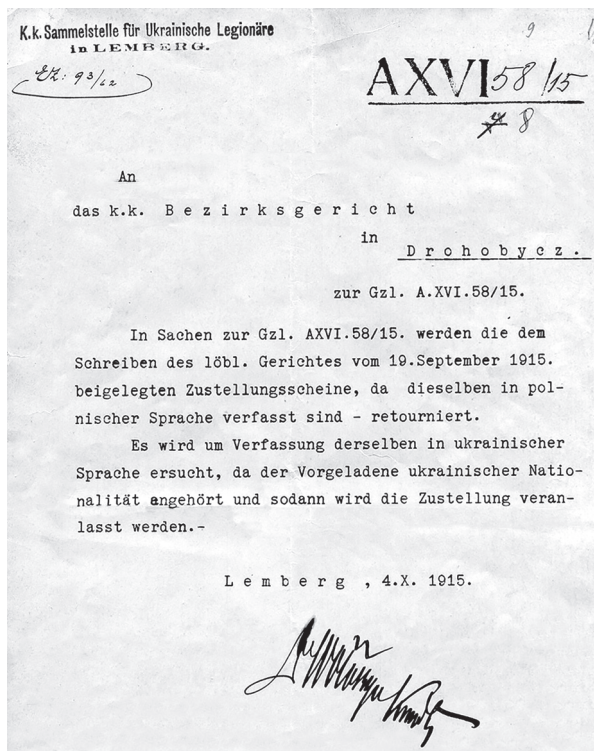 K.k. Sammelstelle für Ukrainische Legionäre
in LEMBERG.
EZ: 93/62
9
AXVI 58/15
8
An
das k.k. Bezirksgericht
in
Drohobycz.
zur Gzl. A.XVI.58/15.
In Sachen zur Gzl. AXVI.58/15. werden die dem
Schreiben des löbl. Gerichtes vom 19.September 1915.
beigelegten Zustellungsscheine, da dieselben in pol-
nischer Sprache verfasst sind - retourniert.
Es wird um Verfassung derselben in ukrainischer
Sprache ersucht, da der Vorgeladene ukrainischer Natio-
nalität angehört und sodann wird die Zustellung veran-
lasst werden.-
Lemberg , 4.X. 1915.